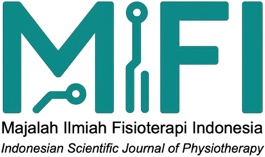 MiFI
Majalah Ilmiah Fisioterapi Indonesia
Indonesian Scientific Journal of Physiotherapy